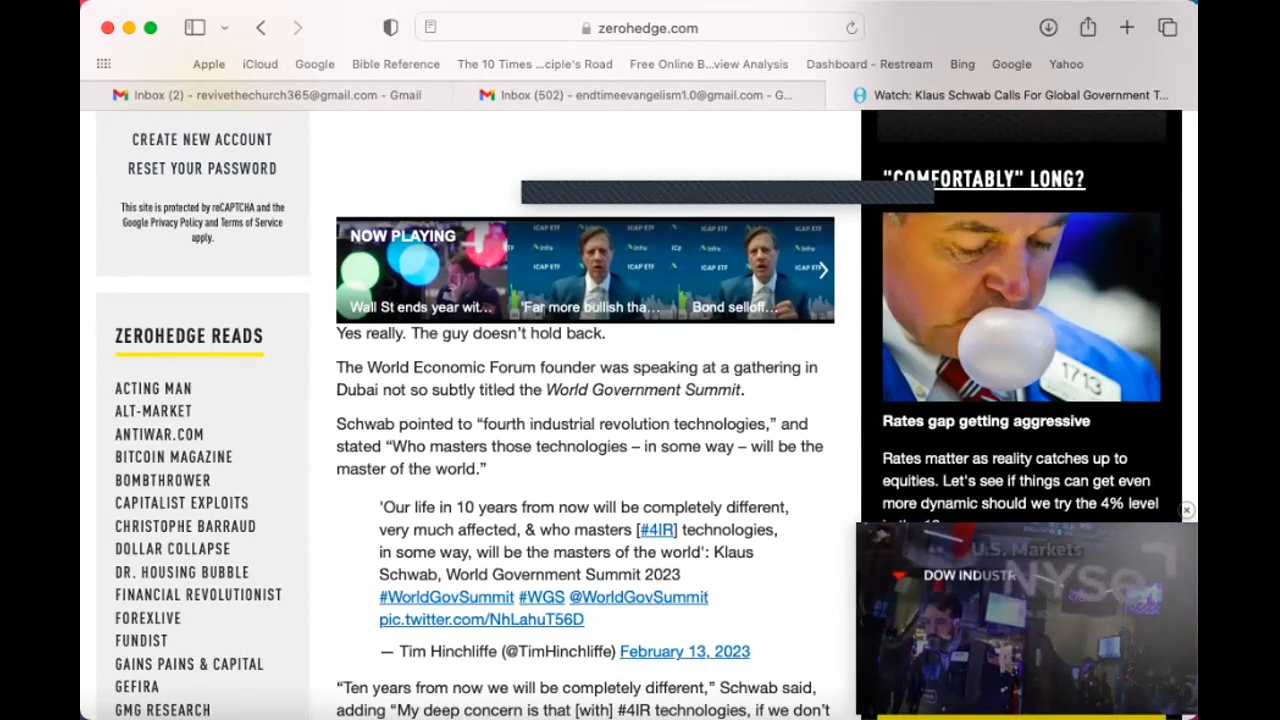 zerohedge.com
Apple iCloud Google Bible Reference The 10 Times ...ciple's Road Free Online B...view Analysis Dashboard - Restream Bing Google Yahoo
Inbox (2) - revivethechurch365@gmail.com - Gmail
Inbox (502) - endtimeevangelism1.0@gmail.com - G...
Watch: Klaus Schwab Calls For Global Government T...
CREATE NEW ACCOUNT
RESET YOUR PASSWORD
This site is protected by reCAPTCHA and the
Google Privacy Policy and Terms of Service
apply.
ZEROHEDGE READS
ACTING MAN
ALT-MARKET
ANTIWAR.COM
BITCOIN MAGAZINE
BOMBTHROWER
CAPITALIST EXPLOITS
CHRISTOPHE BARRAUD
DOLLAR COLLAPSE
DR. HOUSING BUBBLE
FINANCIAL REVOLUTIONIST
FOREXLIVE
FUNDIST
GAINS PAINS & CAPITAL
GEFIRA
GMG RESEARCH
NOW PLAYING
ICAP ETF
Wall St ends year wit...
'Far more bullish tha...
Bond selloff...
Yes really. The guy doesn't hold back.
The World Economic Forum founder was speaking at a gathering in
Dubai not so subtly titled the World Government Summit.
Schwab pointed to “fourth industrial revolution technologies,” and
stated “Who masters those technologies – in some way – will be the
master of the world.”
'Our life in 10 years from now will be completely different,
very much affected, & who masters [#4IR] technologies,
in some way, will be the masters of the world': Klaus
Schwab, World Government Summit 2023
#WorldGovSummit #WGS @WorldGovSummit
pic.twitter.com/NhLahuT56D
— Tim Hinchliffe (@TimHinchliffe) February 13, 2023
“Ten years from now we will be completely different,” Schwab said,
adding “My deep concern is that [with] #4IR technologies, if we don't
"COMFORTABLY" LONG?
1713
Rates gap getting aggressive
Rates matter as reality catches up to
equities. Let's see if things can get even
more dynamic should we try the 4% level
U.S. Markets
NYSE
DOW INDUSTR